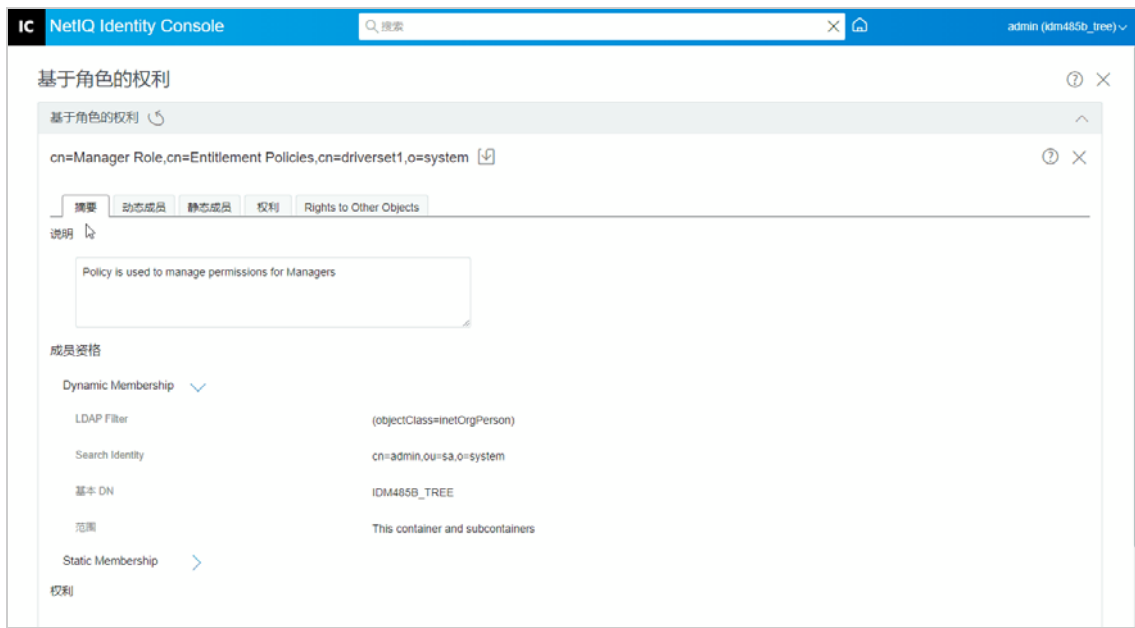 IC NetIQ Identity Console 搜索 admin (idm485b_tree)
基于角色的权利
基于角色的权利
cn=Manager Role,cn=Entitlement Policies,cn=driverset1,o=system
摘要 动态成员 静态成员 权利 Rights to Other Objects
说明
Policy is used to manage permissions for Managers
成员资格
Dynamic Membership
LDAP Filter (objectClass=inetOrgPerson)
Search Identity cn=admin,ou=sa,o=system
基本 DN IDM485B_TREE
范围 This container and subcontainers
Static Membership
权利